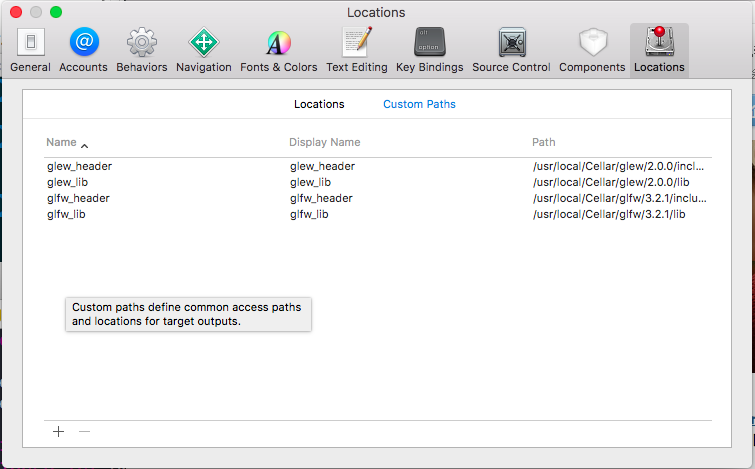 Locations
off
option
General Accounts Behaviors Navigation Fonts & Colors Text Editing Key Bindings Source Control Components Locations
Locations Custom Paths
Name Display Name Path
glew_header glew_header /usr/local/Cellar/glew/2.0.0/incl...
glew_lib glew_lib /usr/local/Cellar/glew/2.0.0/lib
glfw_header glfw_header /usr/local/Cellar/glfw/3.2.1/inclu...
glfw_lib glfw_lib /usr/local/Cellar/glfw/3.2.1/lib
Custom paths define common access paths
and locations for target outputs.